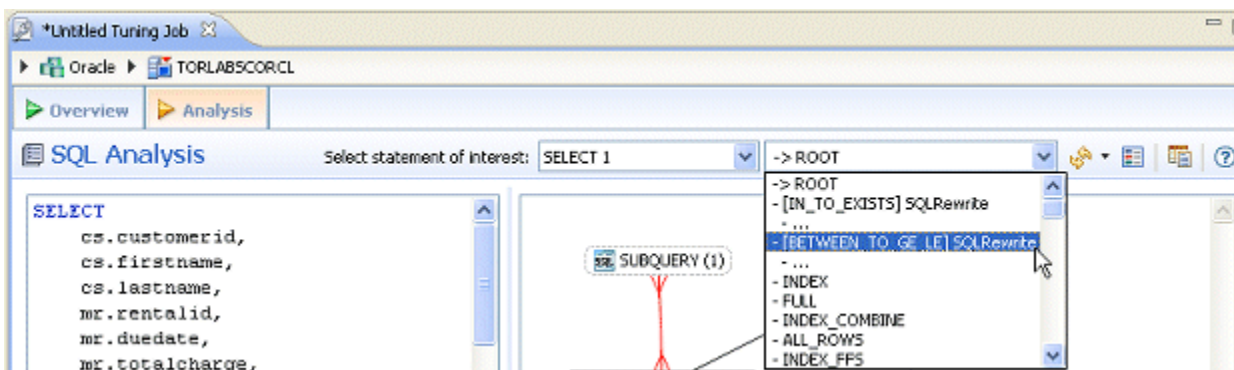 *Untitled Tuning Job
Oracle TORLABSCORCL
Overview Analysis
SQL Analysis Select statement of interest: SELECT 1 -> ROOT
-> ROOT
- [IN_TO_EXISTS] SQLRewrite
- ...
- [BETWEEN_TO_GE_LE] SQLRewrite
- ...
- INDEX
- FULL
- INDEX_COMBINE
- ALL_ROWS
- INDEX_FFS
SELECT
cs.customerid,
cs.firstname,
cs.lastname,
mr.rentalid,
mr.duedate,
mr.totalcharge,
SQL SUBQUERY (1)